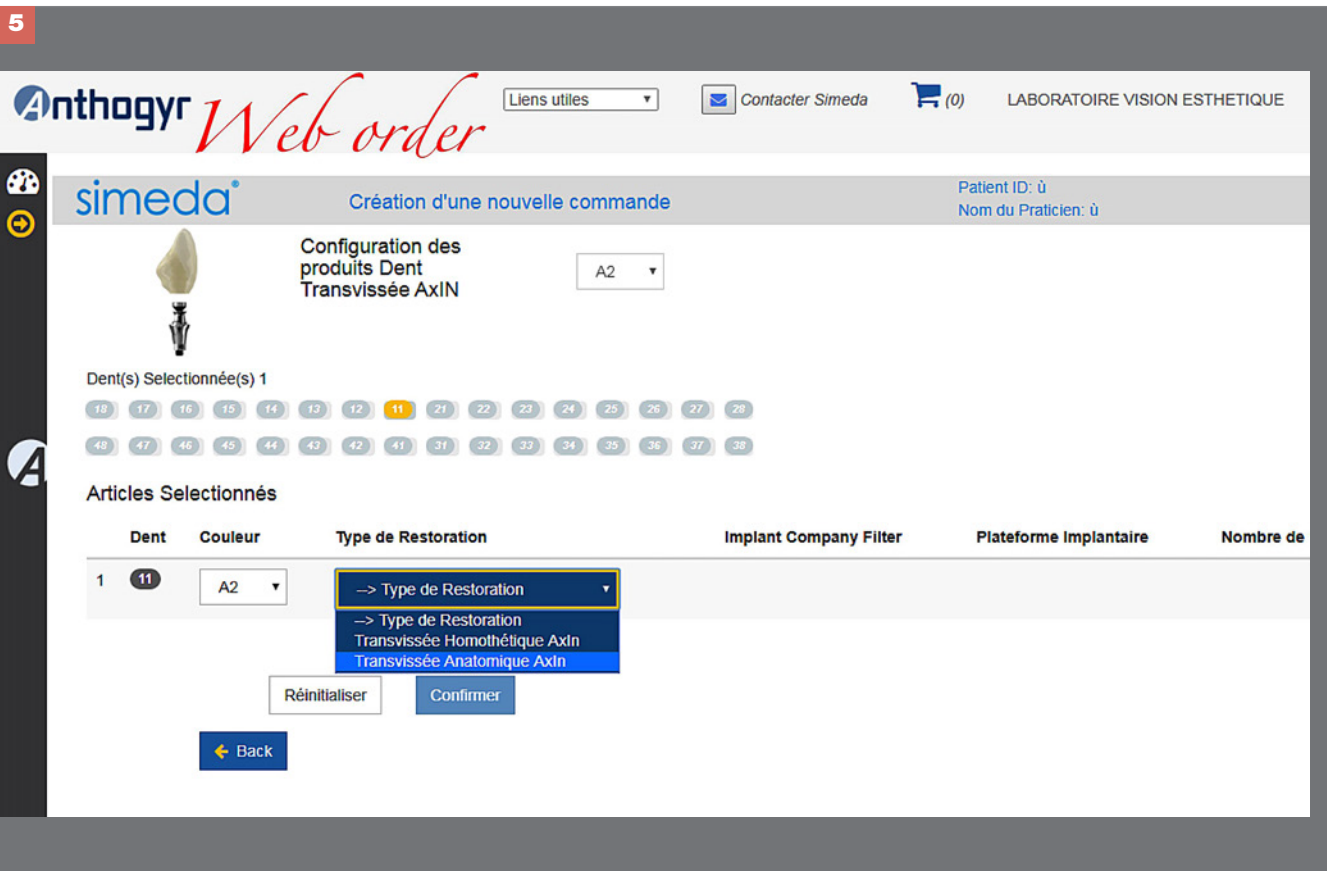 5
Anthogyr Web order
Liens utiles
Contacter Simeda
(0)
LABORATOIRE VISION ESTHETIQUE
simeda®
Création d'une nouvelle commande
Patient ID: ù
Nom du Praticien: ù
Configuration des
produits Dent
Transvissée AxIN
A2
Dent(s) Selectionnée(s) 1
18 17 16 15 14 13 12 11 21 22 23 24 25 26 27 28
48 47 46 45 44 43 42 41 31 32 33 34 35 36 37 38
Articles Selectionnés
Dent Couleur Type de Restoration Implant Company Filter Plateforme Implantaire Nombre de
1 11 A2 --> Type de Restoration
--> Type de Restoration
Transvissée Homothétique AxIn
Transvissée Anatomique AxIn
Réinitialiser Confirmer
Back